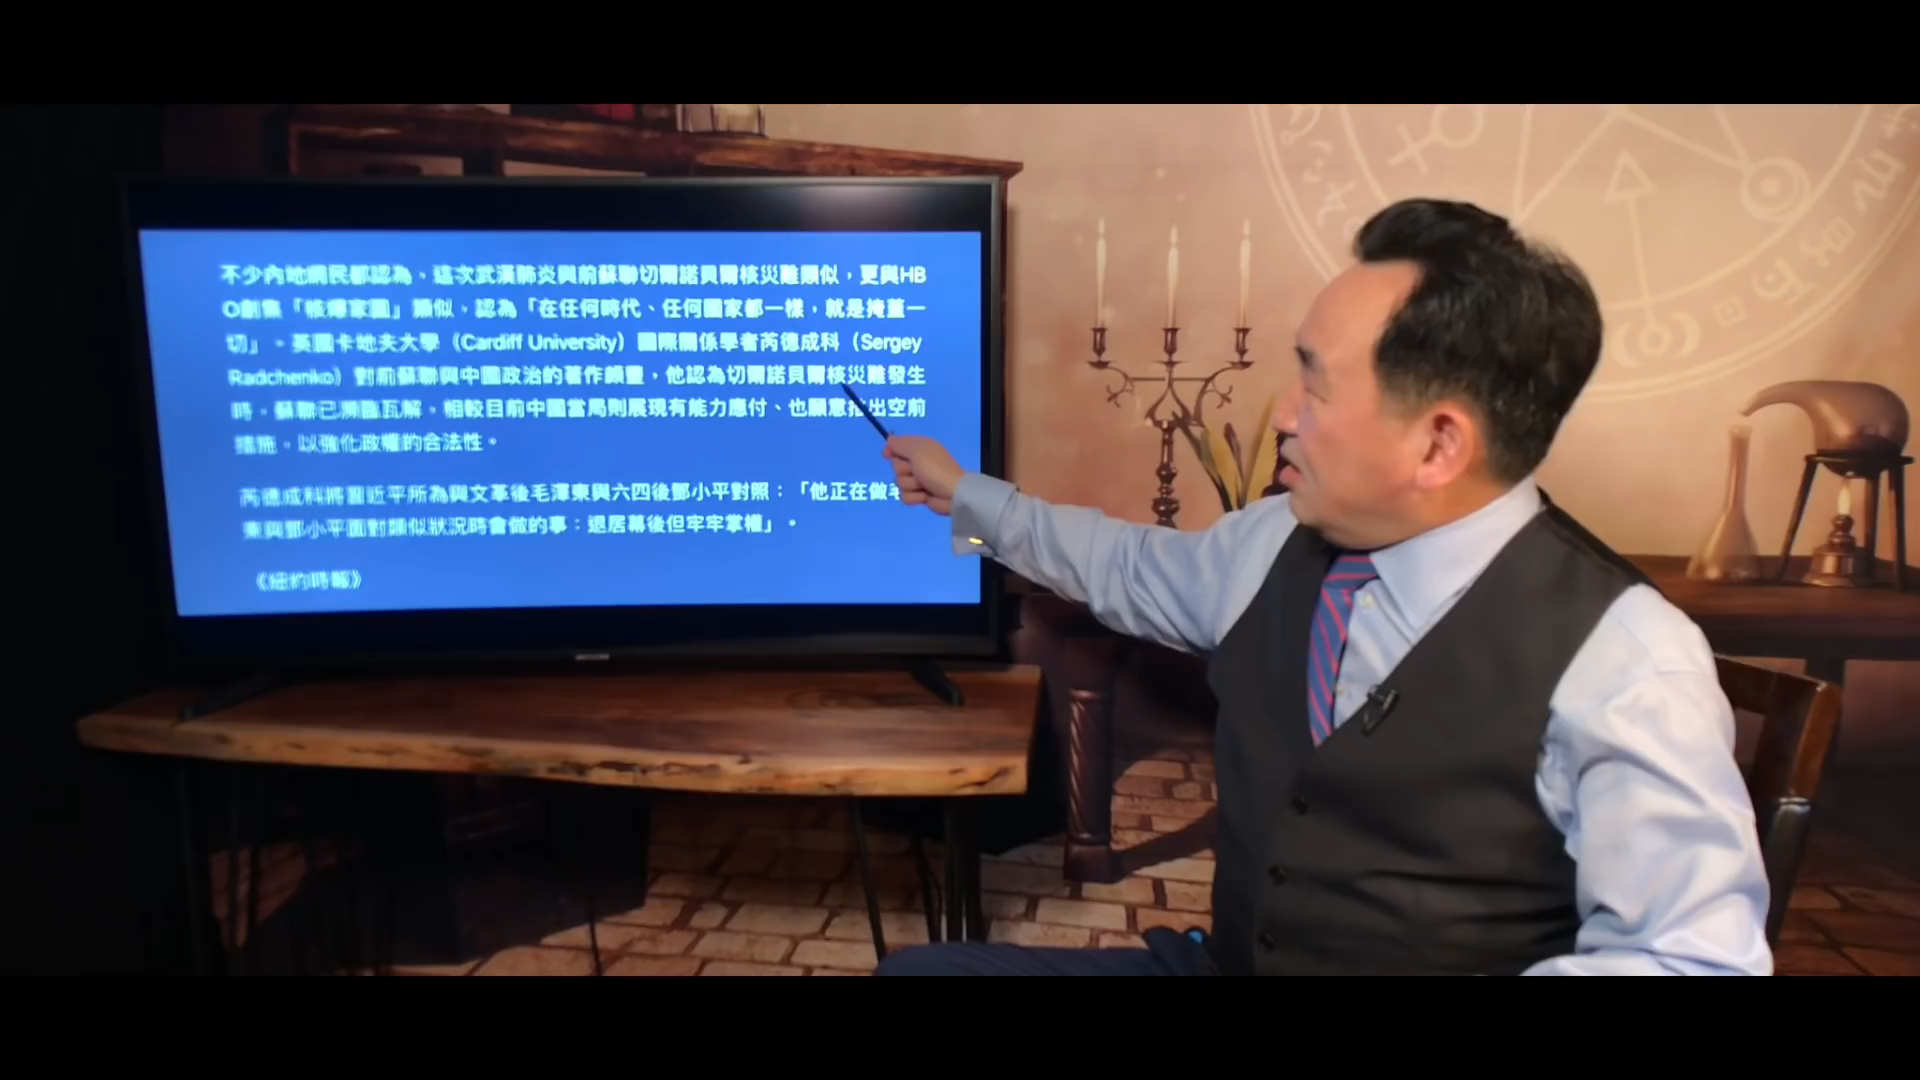 不少內地網民都認為，這次武漢肺炎與前蘇聯切爾諾貝爾核災難類似，更與HB
O劇集「核爆家園」類似，認為「在任何時代、任何國家都一樣，就是掩蓋一
切」。英國卡地夫大學（Cardiff University）國際關係學者芮德成科（Sergey
Radchenko）對前蘇聯與中國政治的著作頗豐，他認為切爾諾貝爾核災難發生
時，蘇聯已瀕臨瓦解，相較目前中國當局則展現有能力應付、也願意推出空前
措施，以強化政權的合法性。
芮德成科將習近平所為與文革後毛澤東與六四後鄧小平對照：「他正在做毛
東與鄧小平面對類似狀況時會做的事：退居幕後但牢牢掌權」。
《紐約時報》